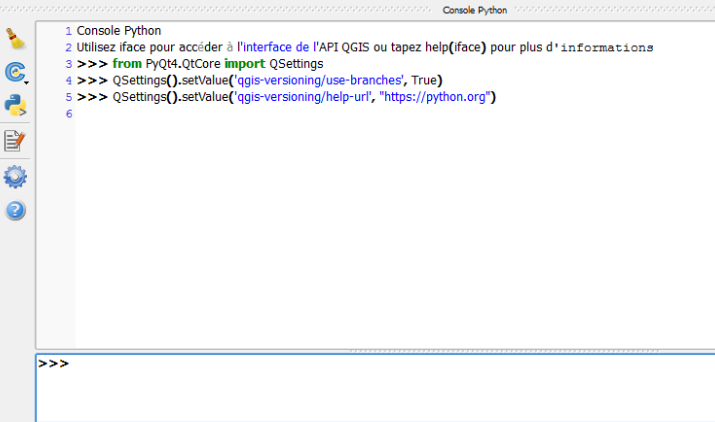 Console Python
1 Console Python
2 Utilisez iface pour accéder à l'interface de l'API QGIS ou tapez help(iface) pour plus d'informations
3 >>> from PyQt4.QtCore import QSettings
4 >>> QSettings().setValue('qgis-versioning/use-branches', True)
5 >>> QSettings().setValue('qgis-versioning/help-url', "https://python.org")
6
>>>